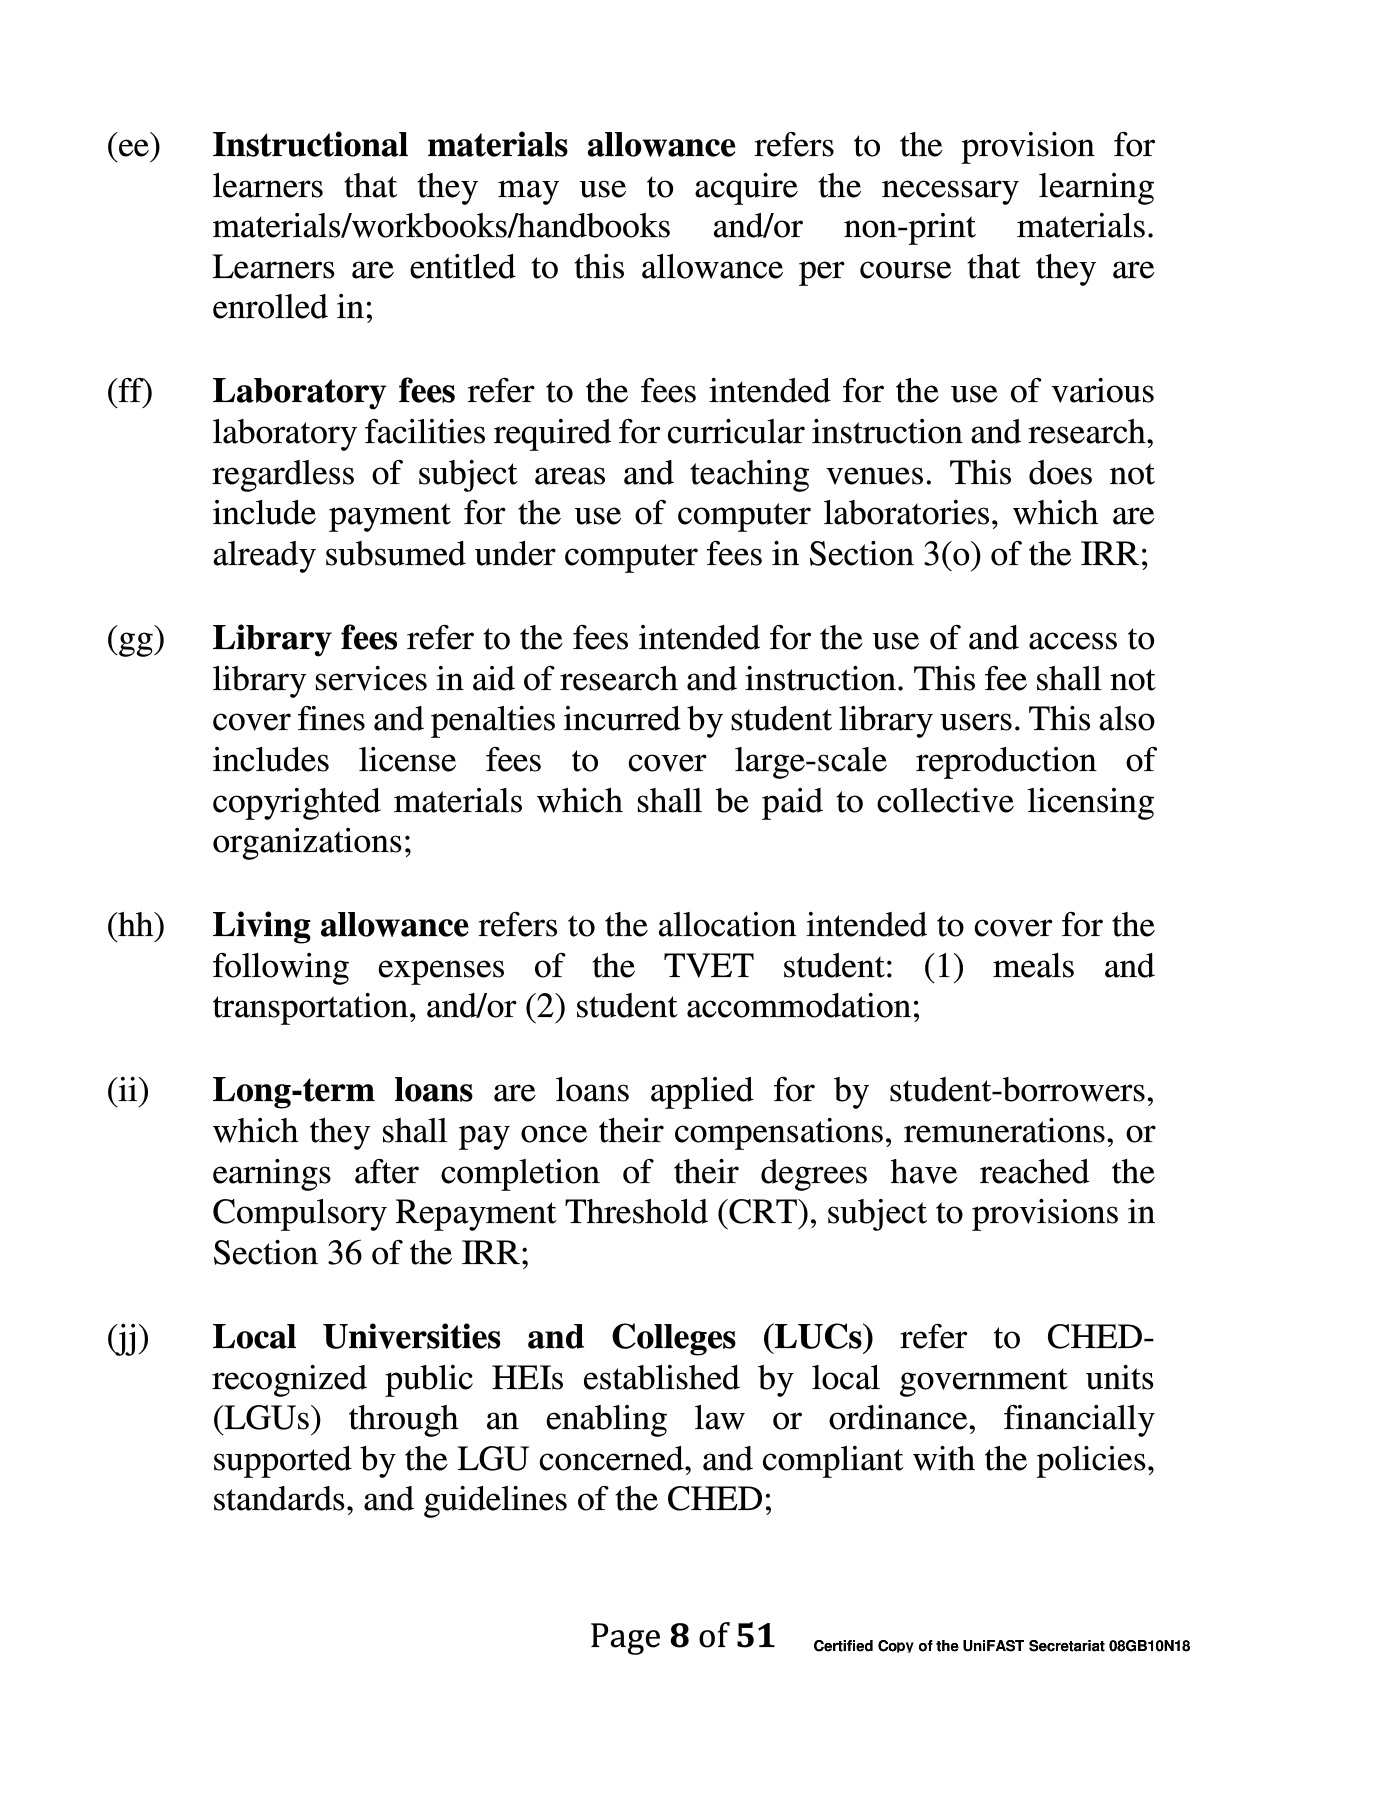 (ee) Instructional materials allowance refers to the provision for
learners that they may use to acquire the necessary learning
materials/workbooks/handbooks and/or non-print materials.
Learners are entitled to this allowance per course that they are
enrolled in;
(ff) Laboratory fees refer to the fees intended for the use of various
laboratory facilities required for curricular instruction and research,
regardless of subject areas and teaching venues. This does not
include payment for the use of computer laboratories, which are
already subsumed under computer fees in Section 3(o) of the IRR;
(gg) Library fees refer to the fees intended for the use of and access to
library services in aid of research and instruction. This fee shall not
cover fines and penalties incurred by student library users. This also
includes license fees to cover large-scale reproduction of
copyrighted materials which shall be paid to collective licensing
organizations;
(hh) Living allowance refers to the allocation intended to cover for the
following expenses of the TVET student: (1) meals and
transportation, and/or (2) student accommodation;
(ii) Long-term loans are loans applied for by student-borrowers,
which they shall pay once their compensations, remunerations, or
earnings after completion of their degrees have reached the
Compulsory Repayment Threshold (CRT), subject to provisions in
Section 36 of the IRR;
(jj) Local Universities and Colleges (LUCs) refer to CHED-
recognized public HEIs established by local government units
(LGUs) through an enabling law or ordinance, financially
supported by the LGU concerned, and compliant with the policies,
standards, and guidelines of the CHED;
Page 8 of 51 Certified Copy of the UniFAST Secretariat 08GB10N18